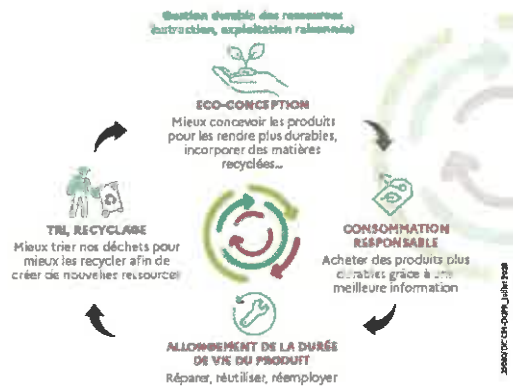 Gestion durable des ressources
(extraction, exploitation raisonnée)
ECO-CONCEPTION
Mieux concevoir les produits
pour les rendre plus durables,
incorporer des matières
recyclées...
TRI, RECYCLAGE
Mieux trier nos déchets pour
mieux les recycler afin de
créer de nouvelles ressources
CONSOMMATION
RESPONSABLE
Acheter des produits plus
durables grâce à une
meilleure information
ALLONGEMENT DE LA DURÉE
DE VIE DU PRODUIT
Réparer, réutiliser, réemployer